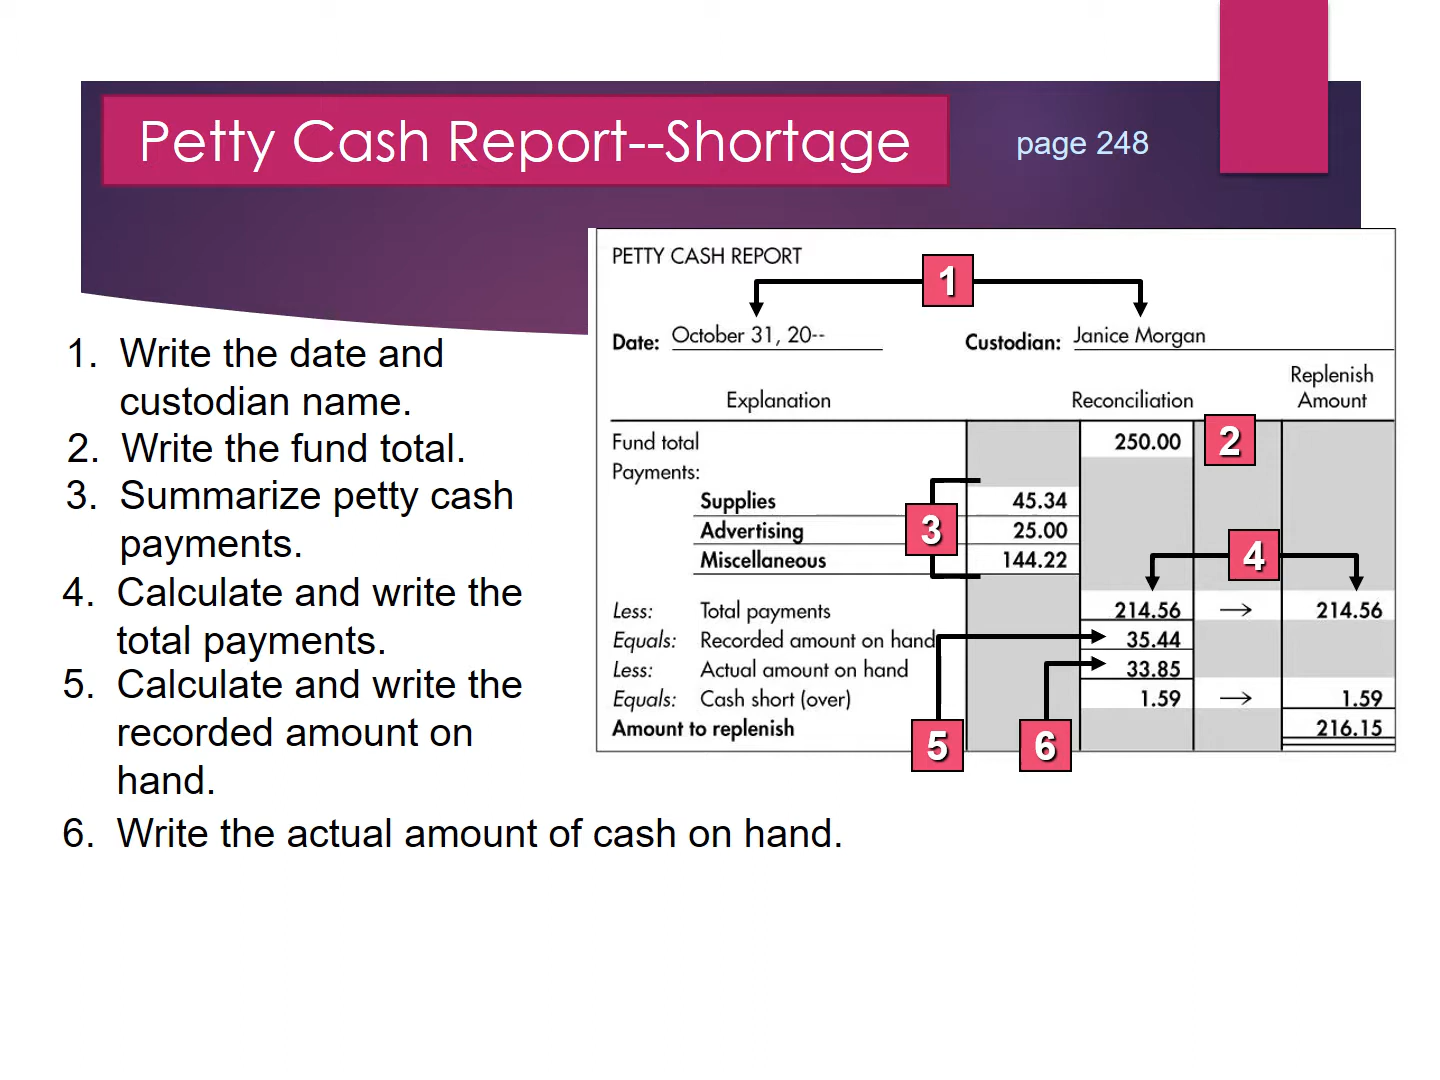 Petty Cash Report--Shortage
page 248
1. Write the date and
custodian name.
2. Write the fund total.
3. Summarize petty cash
payments.
4. Calculate and write the
total payments.
5. Calculate and write the
recorded amount on
hand.
6. Write the actual amount of cash on hand.
PETTY CASH REPORT
1
Date: October 31, 20-- Custodian: Janice Morgan
Explanation Reconciliation Replenish
Amount
Fund total 250.00 2
Payments:
Supplies 45.34
3 Advertising 25.00
Miscellaneous 144.22
4
Less: Total payments 214.56 → 214.56
Equals: Recorded amount on hand 35.44
Less: Actual amount on hand 33.85
Equals: Cash short (over) 1.59 → 1.59
Amount to replenish 216.15
5 6